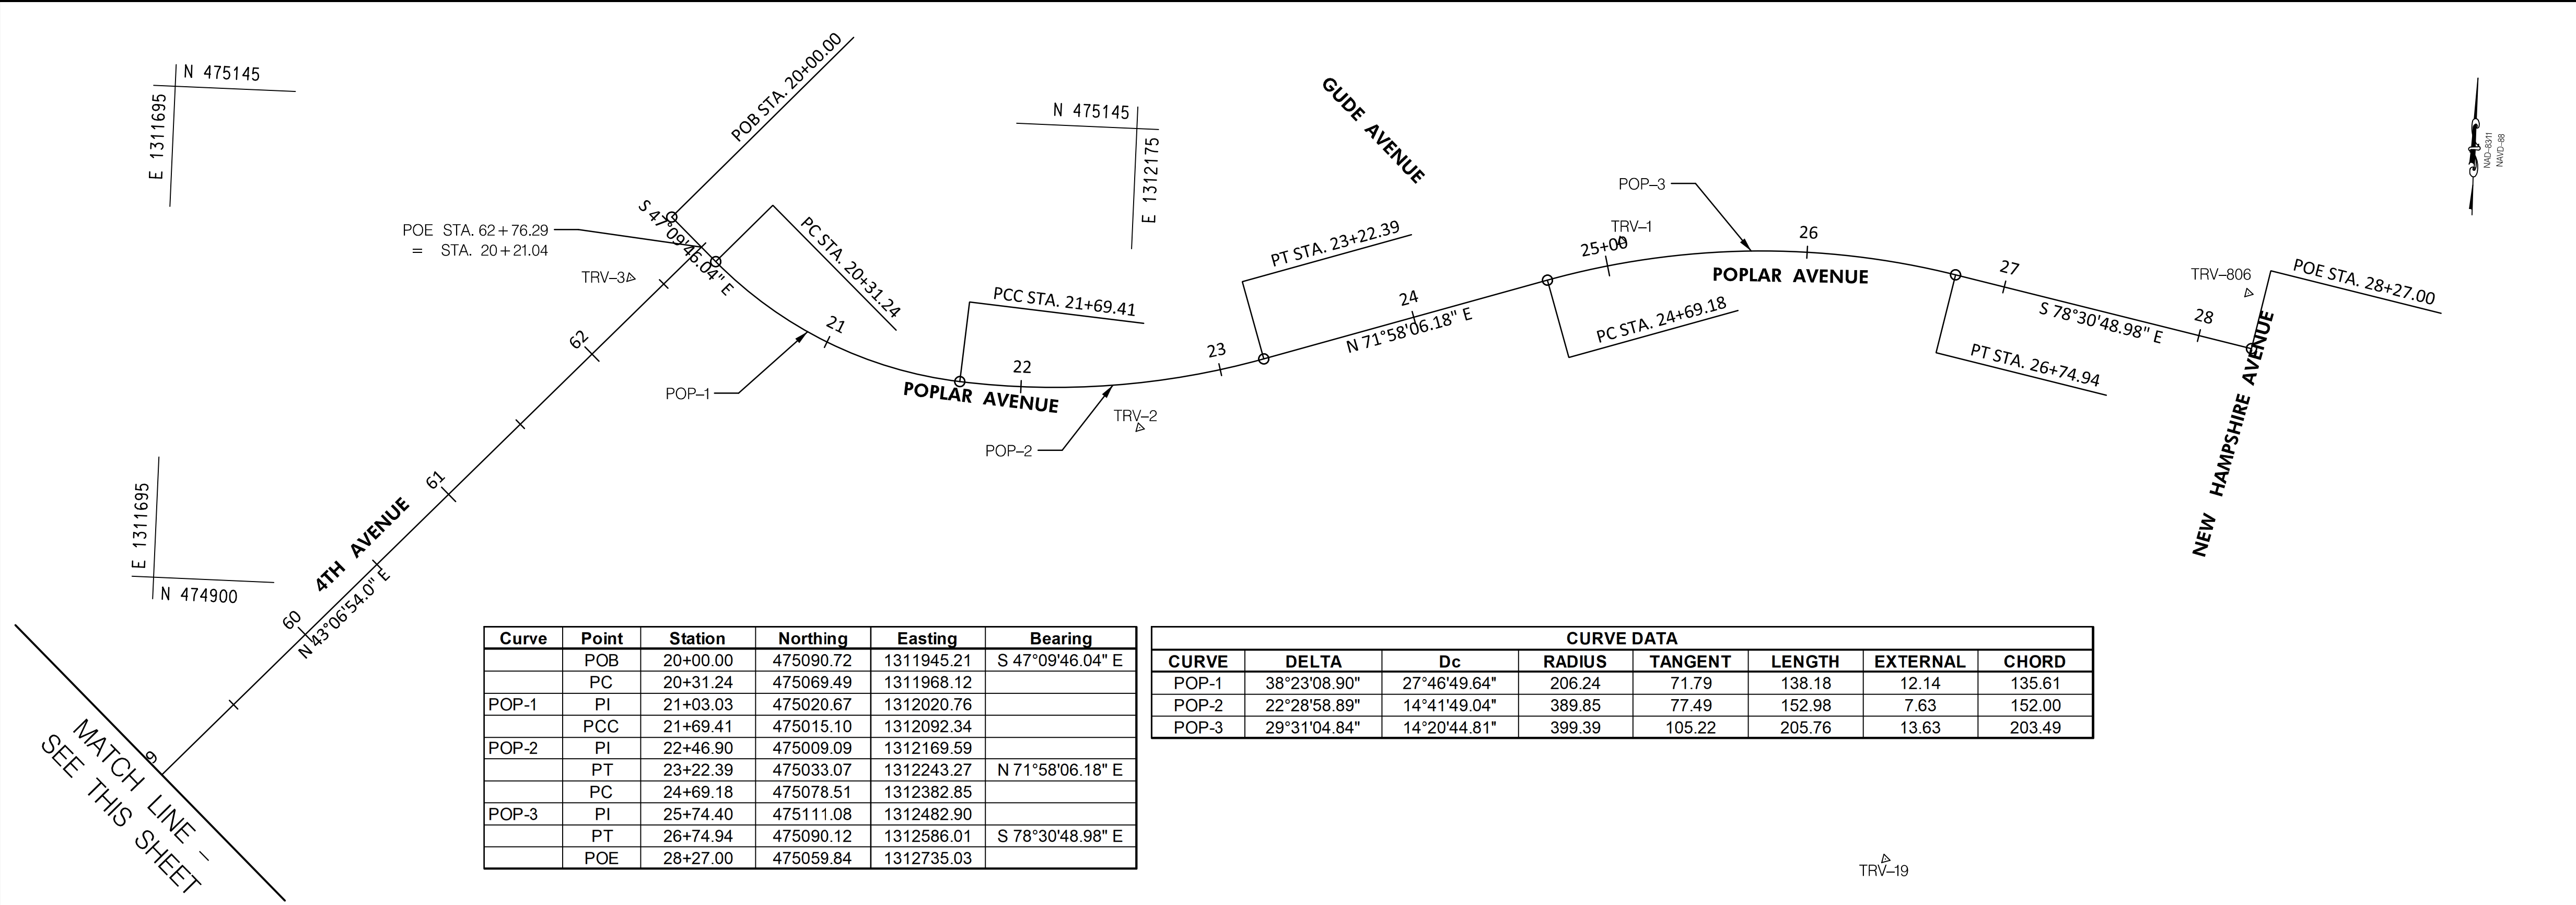 N 475145
E 1311695
POB STA. 20+00.00
N 475145
E 1312175
GUDE AVENUE
NAD-8311
NAVD-88
POE STA. 62+76.29
= STA. 20+21.04
S 47°09'46.04" E
PC STA. 20+31.24
TRV-3
PT STA. 23+22.39
POP-3
TRV-1
25+00
26
POPLAR AVENUE
27
TRV-806
POE STA. 28+27.00
PCC STA. 21+69.41
21
22
23
24
N 71°58'06.18" E
PC STA. 24+69.18
S 78°30'48.98" E
28
PT STA. 26+74.94
62
POP-1
POPLAR AVENUE
TRV-2
POP-2
NEW HAMPSHIRE AVENUE
61
E 1311695
N 474900
4TH AVENUE
60
N 43°06'54.0" E
MATCH LINE -
SEE THIS SHEET
Curve Point Station Northing Easting Bearing
POB 20+00.00 475090.72 1311945.21 S 47°09'46.04" E
PC 20+31.24 475069.49 1311968.12
POP-1 PI 21+03.03 475020.67 1312020.76
PCC 21+69.41 475015.10 1312092.34
POP-2 PI 22+46.90 475009.09 1312169.59
PT 23+22.39 475033.07 1312243.27 N 71°58'06.18" E
PC 24+69.18 475078.51 1312382.85
POP-3 PI 25+74.40 475111.08 1312482.90
PT 26+74.94 475090.12 1312586.01 S 78°30'48.98" E
POE 28+27.00 475059.84 1312735.03
CURVE DATA
CURVE DELTA Dc RADIUS TANGENT LENGTH EXTERNAL CHORD
POP-1 38°23'08.90" 27°46'49.64" 206.24 71.79 138.18 12.14 135.61
POP-2 22°28'58.89" 14°41'49.04" 389.85 77.49 152.98 7.63 152.00
POP-3 29°31'04.84" 14°20'44.81" 399.39 105.22 205.76 13.63 203.49
TRV-19